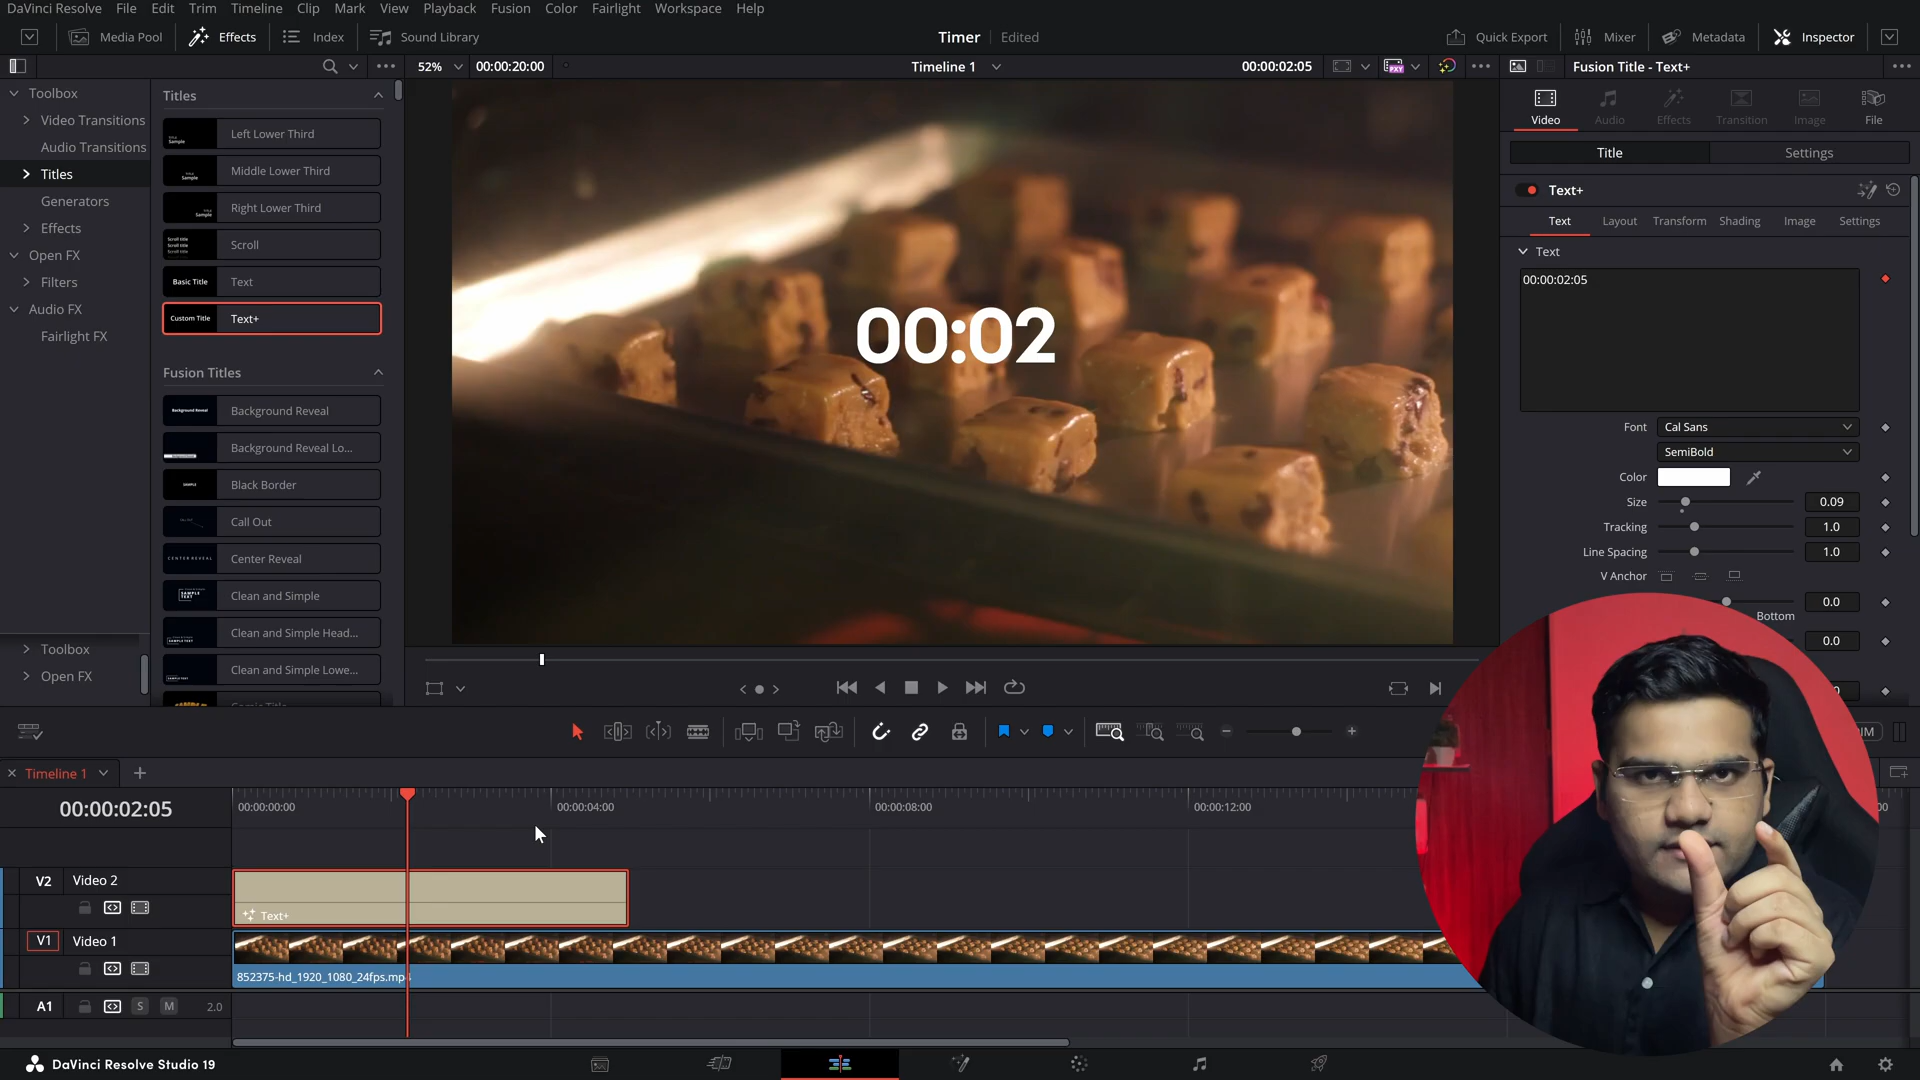 DaVinci Resolve File Edit Trim Timeline Clip Mark View Playback Fusion Color Fairlight Workspace Help
Media Pool Effects Index Sound Library Timer Edited Quick Export Mixer Metadata Inspector
52% 00:00:20:00 Timeline 1 00:00:02:05 Fusion Title - Text+
Toolbox
Video Transitions
Audio Transitions
Titles
Generators
Effects
Open FX
Filters
Audio FX
Fairlight FX
Toolbox
Open FX
Titles
Left Lower Third
Middle Lower Third
Right Lower Third
Scroll
Basic Title Text
Custom Title Text+
Fusion Titles
Background Reveal
Background Reveal Lo...
Black Border
Call Out
Center Reveal
Clean and Simple
Clean and Simple Head...
Clean and Simple Lowe...
00:02
Video Audio Effects Transition Image File
Title Settings
Text+
Text Layout Transform Shading Image Settings
Text
00:00:02:05
Font Cal Sans
SemiBold
Color
Size 0.09
Tracking 1.0
Line Spacing 1.0
V Anchor
0.0
Bottom
0.0
Timeline 1
00:00:02:05
00:00:00:00 00:00:04:00 00:00:08:00 00:00:12:00
V2 Video 2
Text+
V1 Video 1
852375-hd_1920_1080_24fps.mp4
A1 S M 2.0
DaVinci Resolve Studio 19